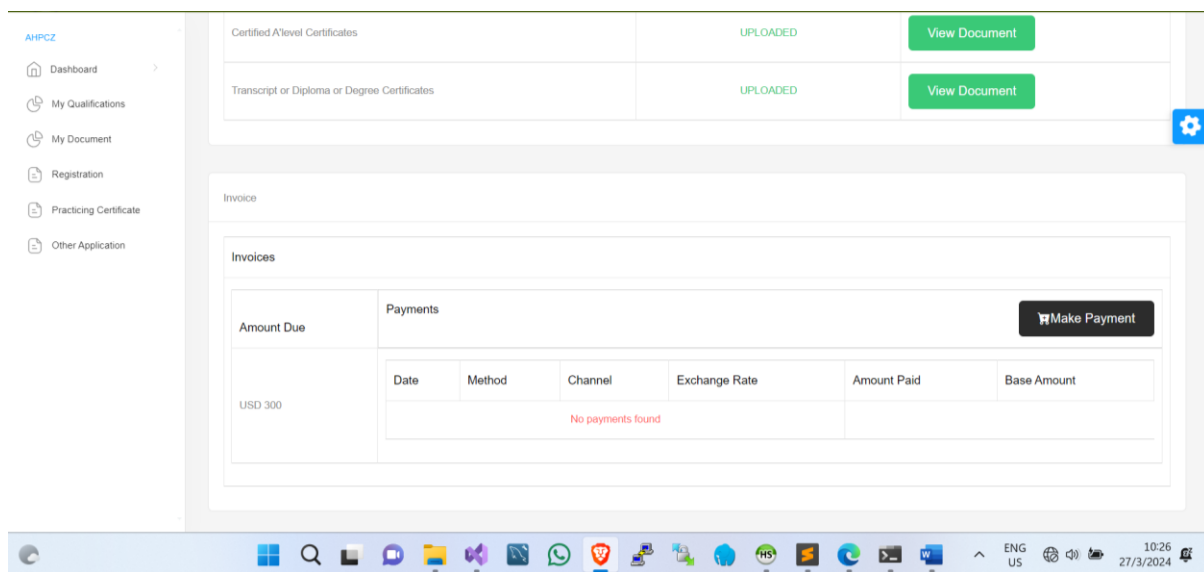 AHPCZ
Dashboard
My Qualifications
My Document
Registration
Practicing Certificate
Other Application
Certified A'level Certificates UPLOADED View Document
Transcript or Diploma or Degree Certificates UPLOADED View Document
Invoice
Invoices
Amount Due Payments Make Payment
Date Method Channel Exchange Rate Amount Paid Base Amount
USD 300 No payments found
HS
ENG
US
10:26
27/3/2024